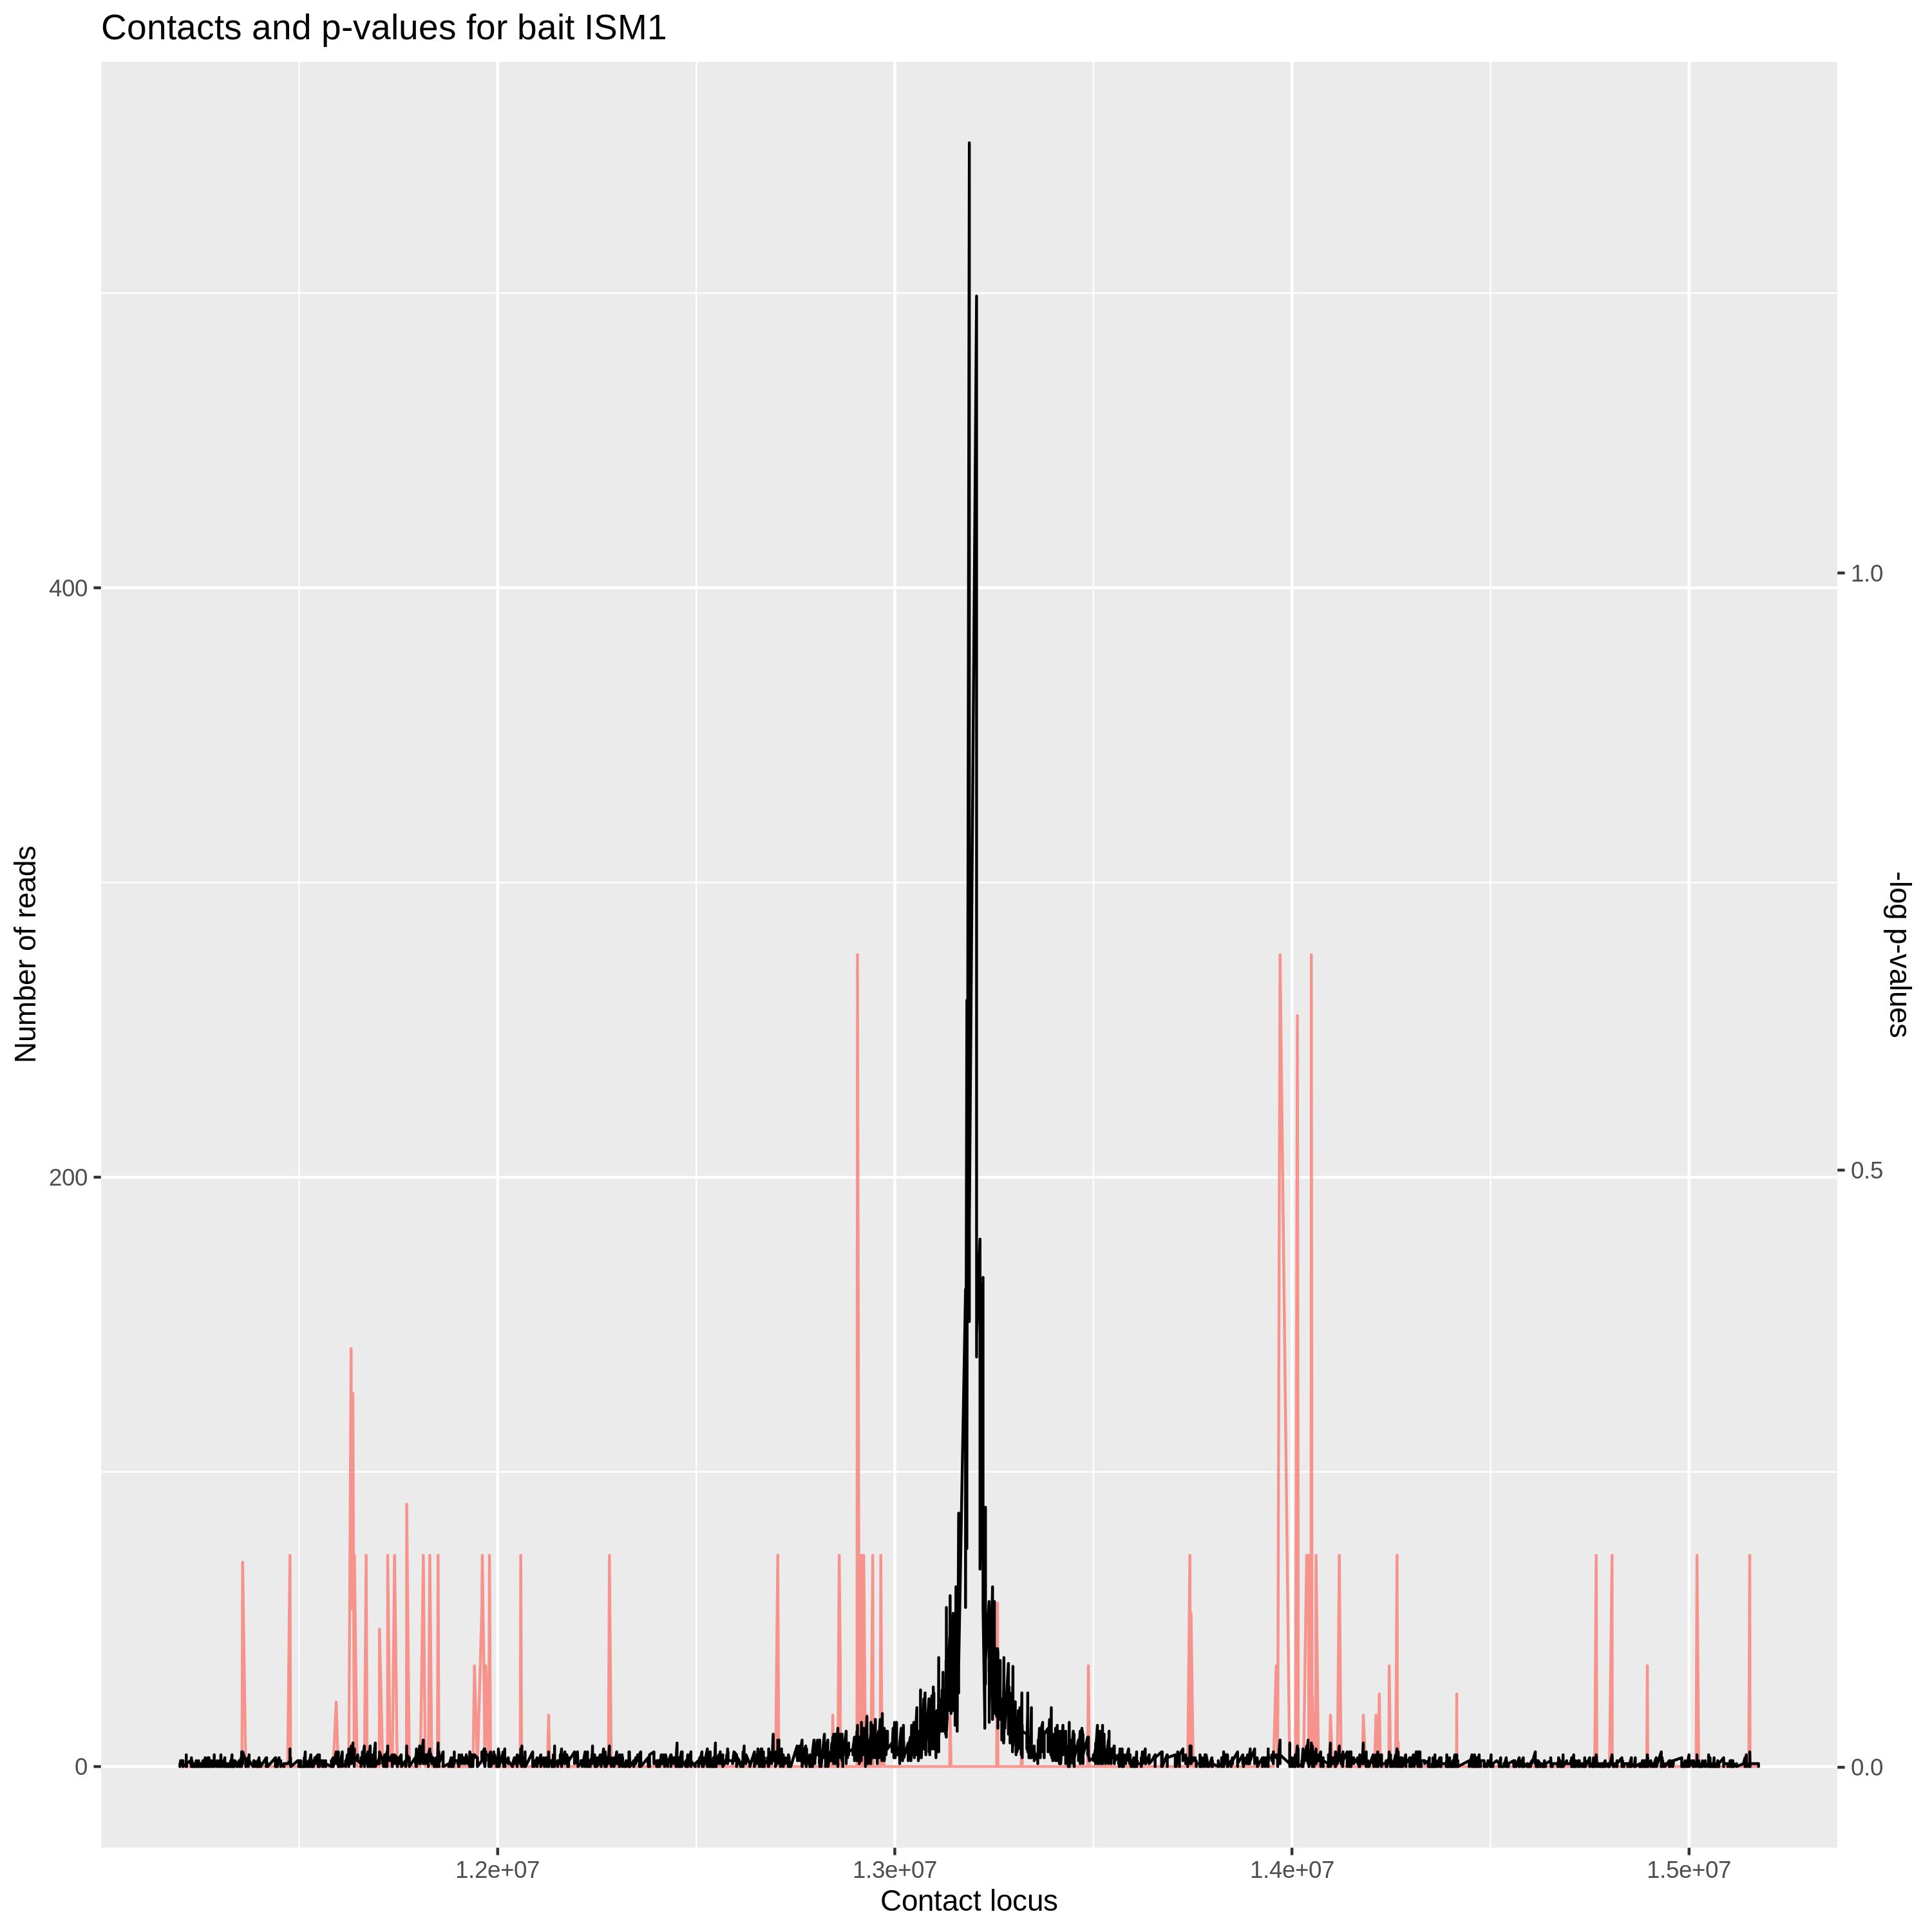 Contacts and p-values for bait ISM1
400
200
0
Number of reads
1.0
0.5
0.0
-log p-values
1.2e+07
1.3e+07
1.4e+07
1.5e+07
Contact locus